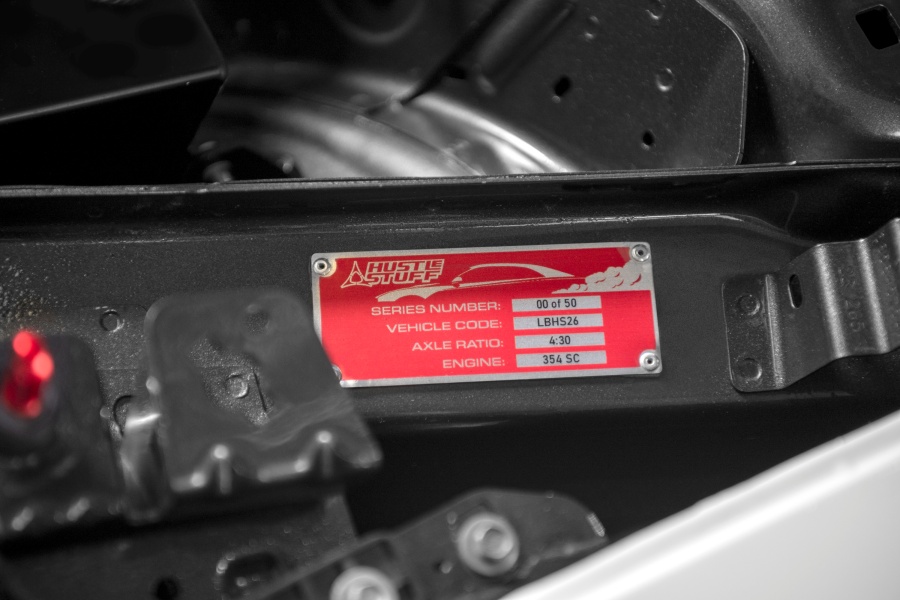 HUSTLE
STUFF
SERIES NUMBER: 00 of 50
VEHICLE CODE: LBHS26
AXLE RATIO: 4:30
ENGINE: 354 SC